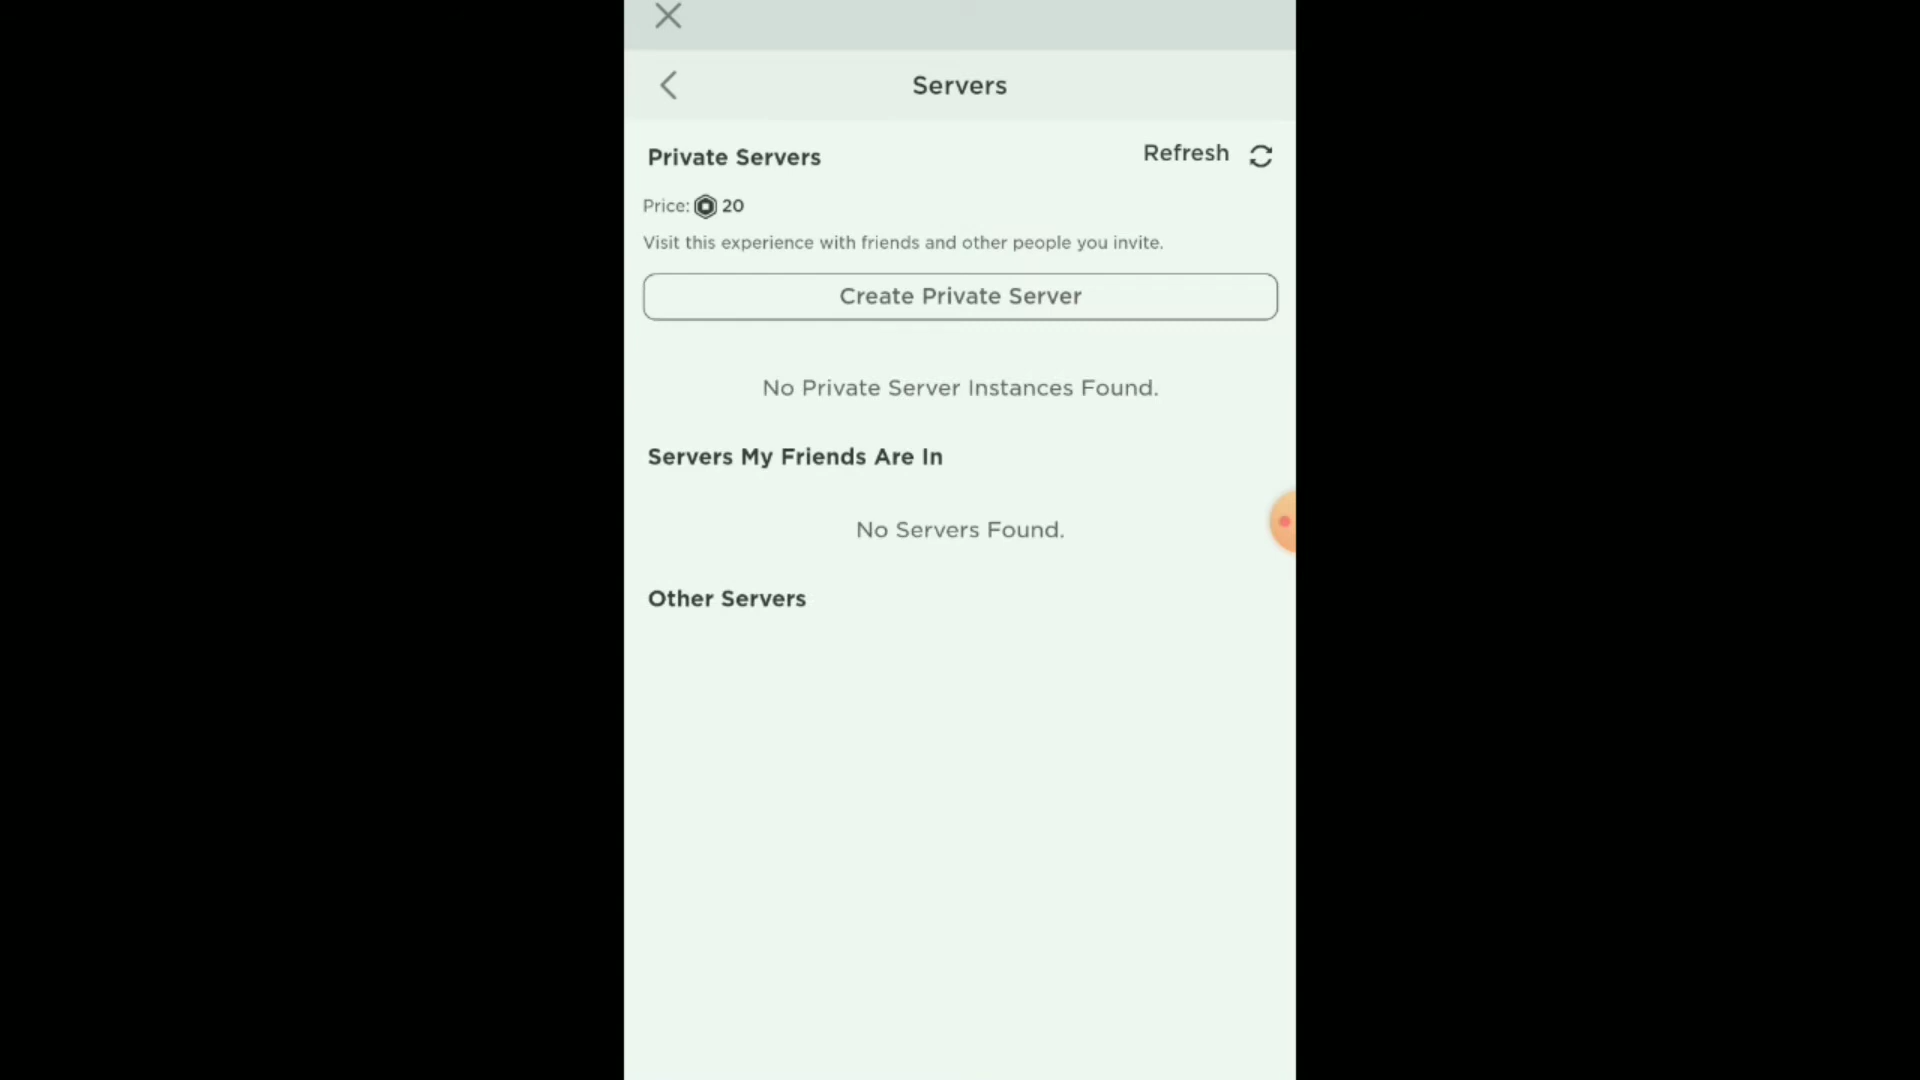 Servers
Private Servers
Refresh
Price: 20
Visit this experience with friends and other people you invite.
Create Private Server
No Private Server Instances Found.
Servers My Friends Are In
No Servers Found.
Other Servers